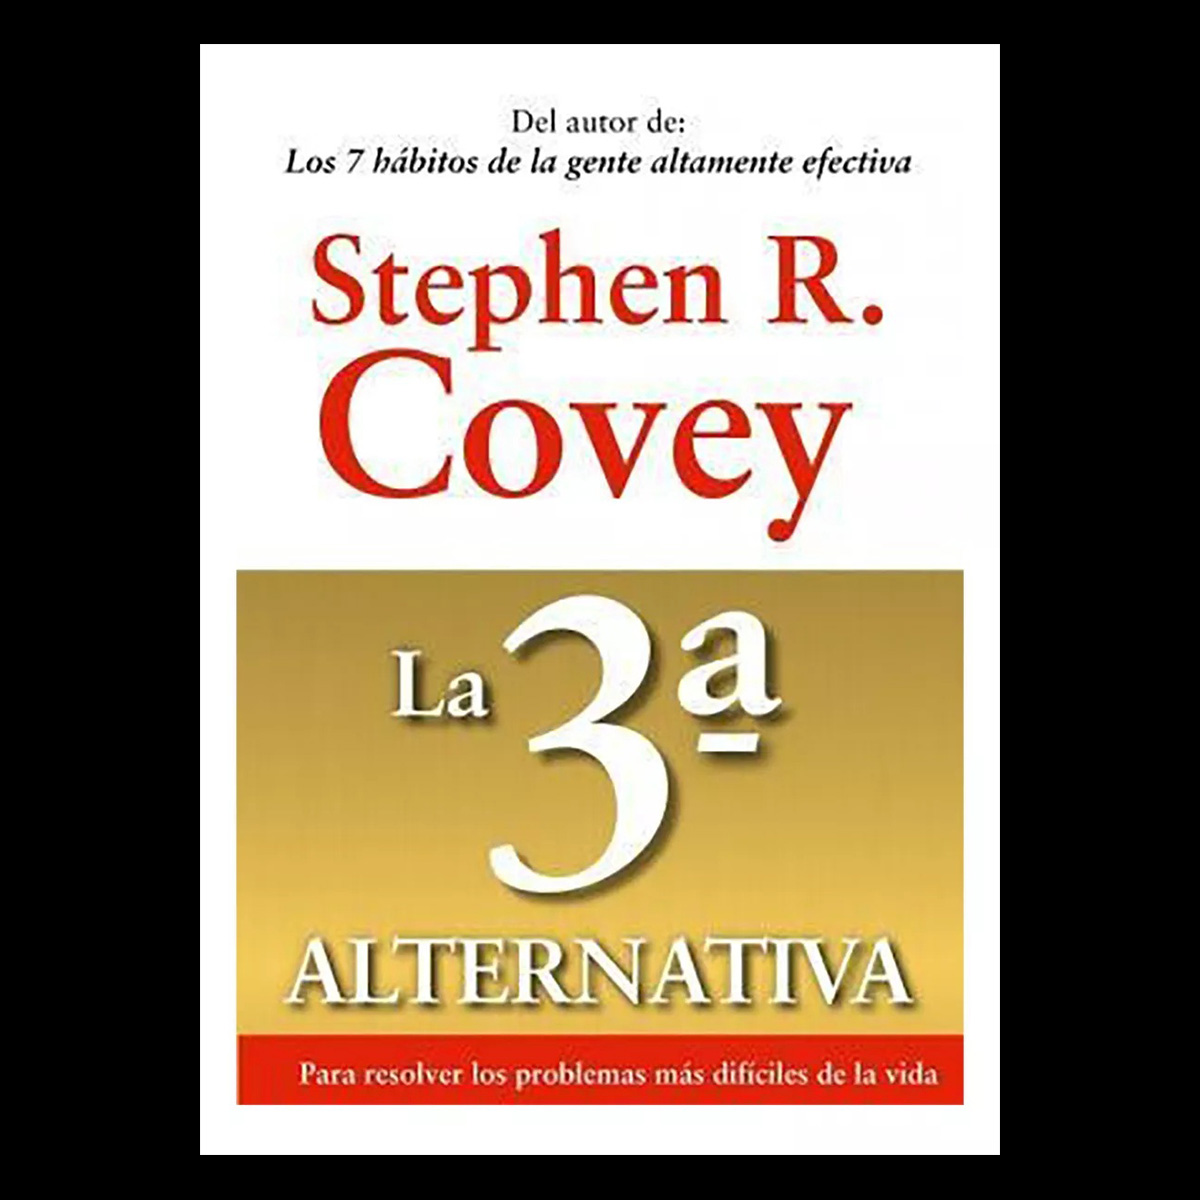 Del autor de:
Los 7 hábitos de la gente altamente efectiva
Stephen R.
Covey
La 3ª
ALTERNATIVA
Para resolver los problemas más difíciles de la vida